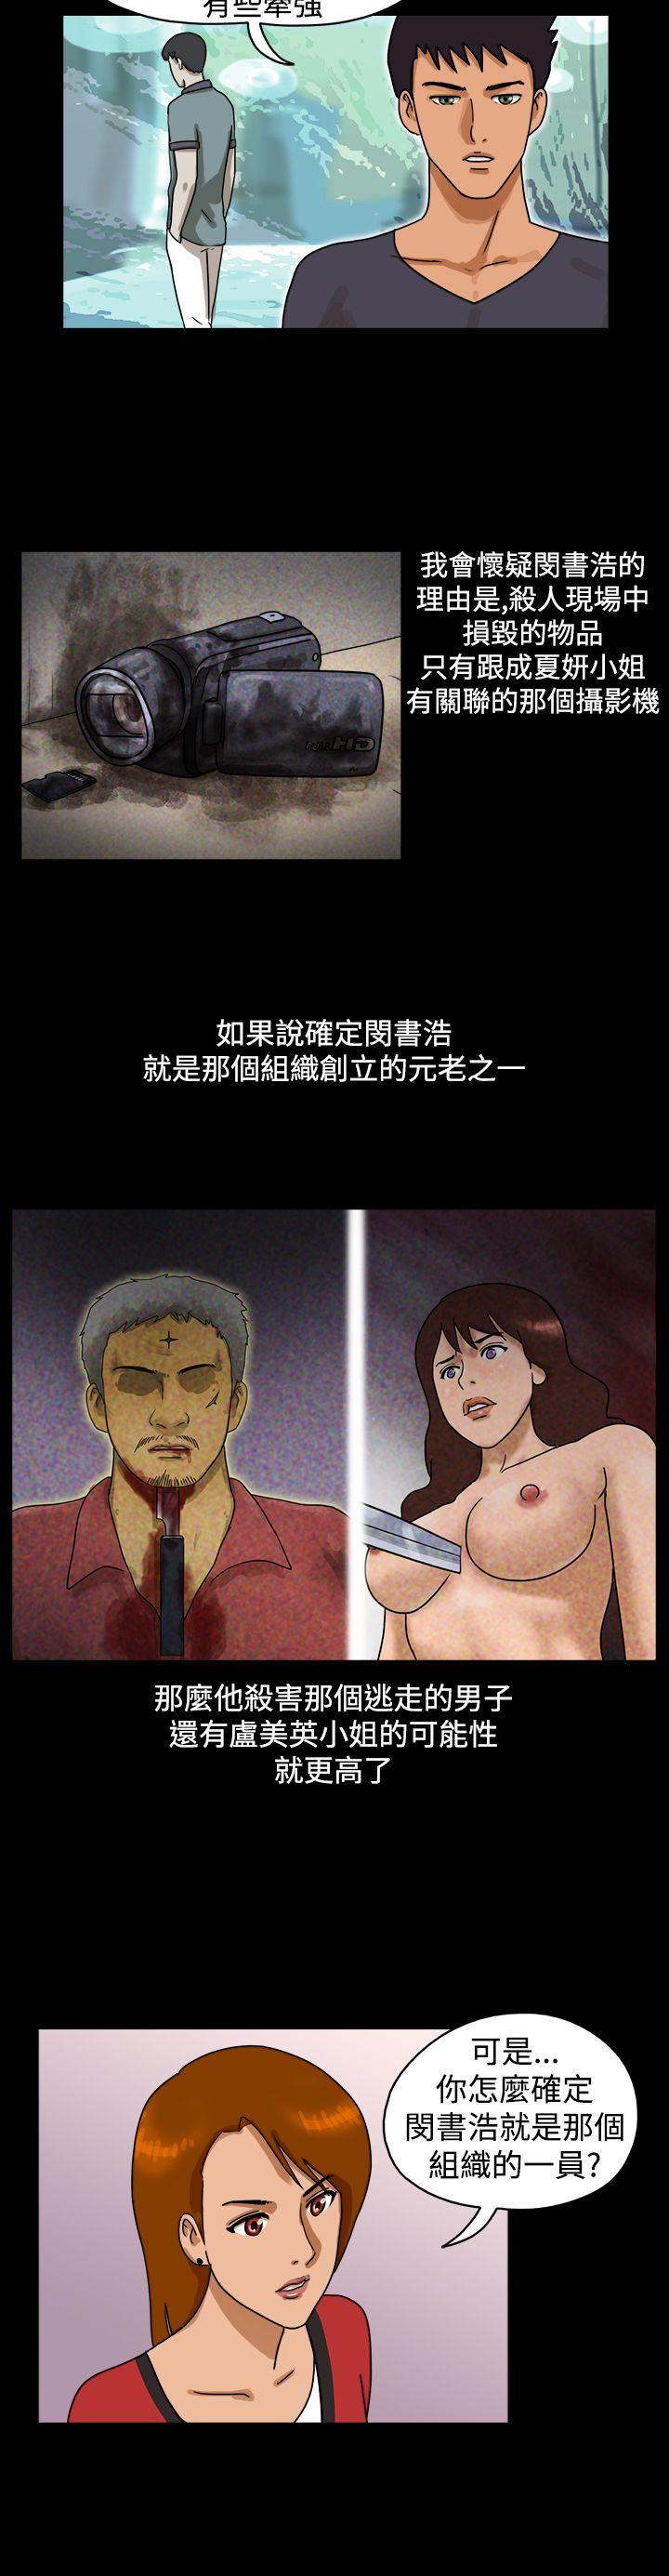 有些牽强
我會懷疑閔書浩的
理由是,殺人現場中
損毀的物品
只有跟成夏妍小姐
有關聯的那個攝影機
FULL HD
如果說確定閔書浩
就是那個組織創立的元老之一
那麼他殺害那個逃走的男子
還有盧美英小姐的可能性
就更高了
可是...
你怎麼確定
閔書浩就是那個
組織的一員?